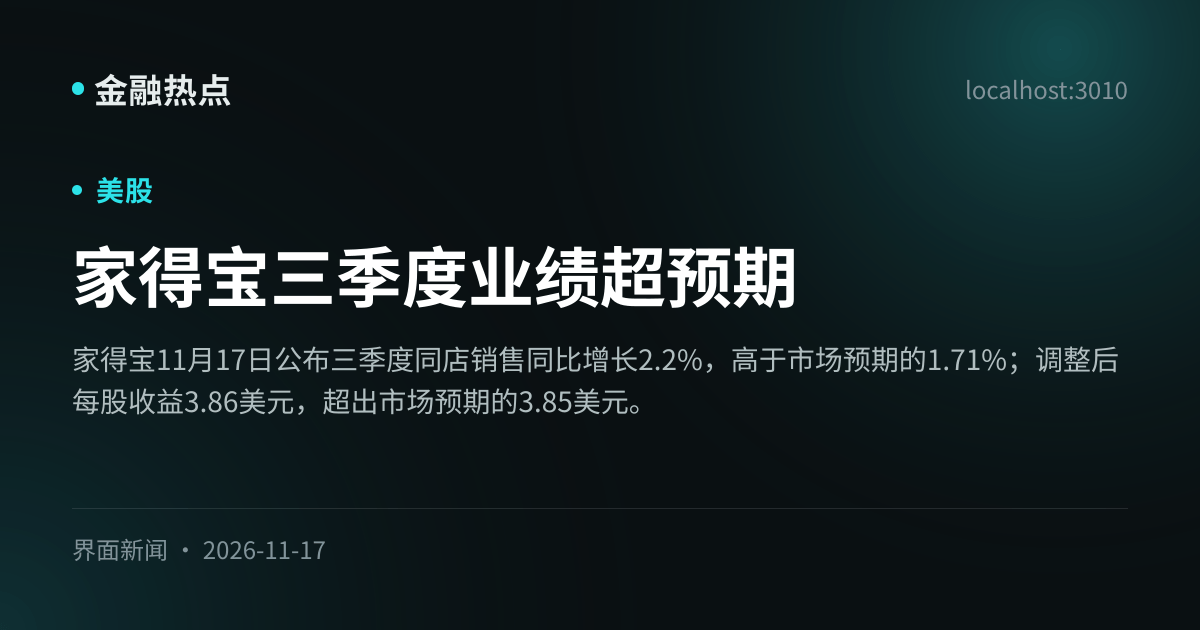 金融热点
localhost:3010
美股
家得宝三季度业绩超预期
家得宝11月17日公布三季度同店销售同比增长2.2%，高于市场预期的1.71%；调整后
每股收益3.86美元，超出市场预期的3.85美元。
界面新闻 · 2026-11-17